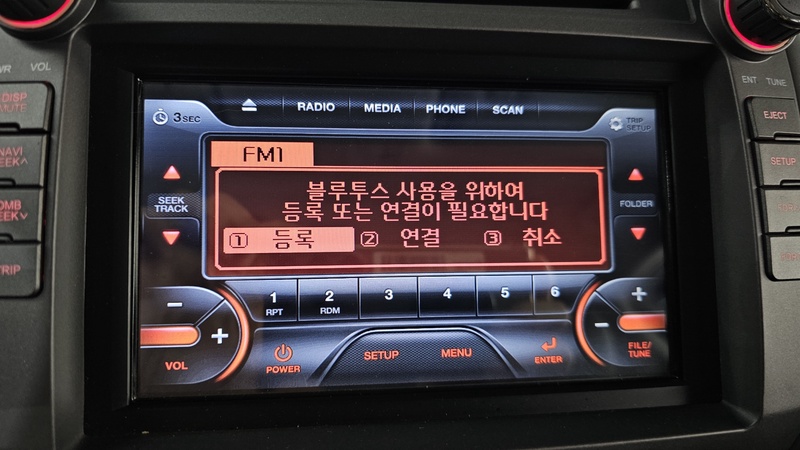 VOL
ENT TUNE
DISP
MUTE
NAVI
SEEK
SEEK
TRIP
EJECT
SETUP
3SEC
RADIO
MEDIA
PHONE
SCAN
TRIP
SETUP
FM1
블루투스 사용을 위하여
등록 또는 연결이 필요합니다
① 등록 ② 연결 ③ 취소
SEEK
TRACK
FOLDER
1 2 3 4 5 6
RPT RDM
- +
VOL
POWER
SETUP
MENU
ENTER
+ -
FILE/
TUNE